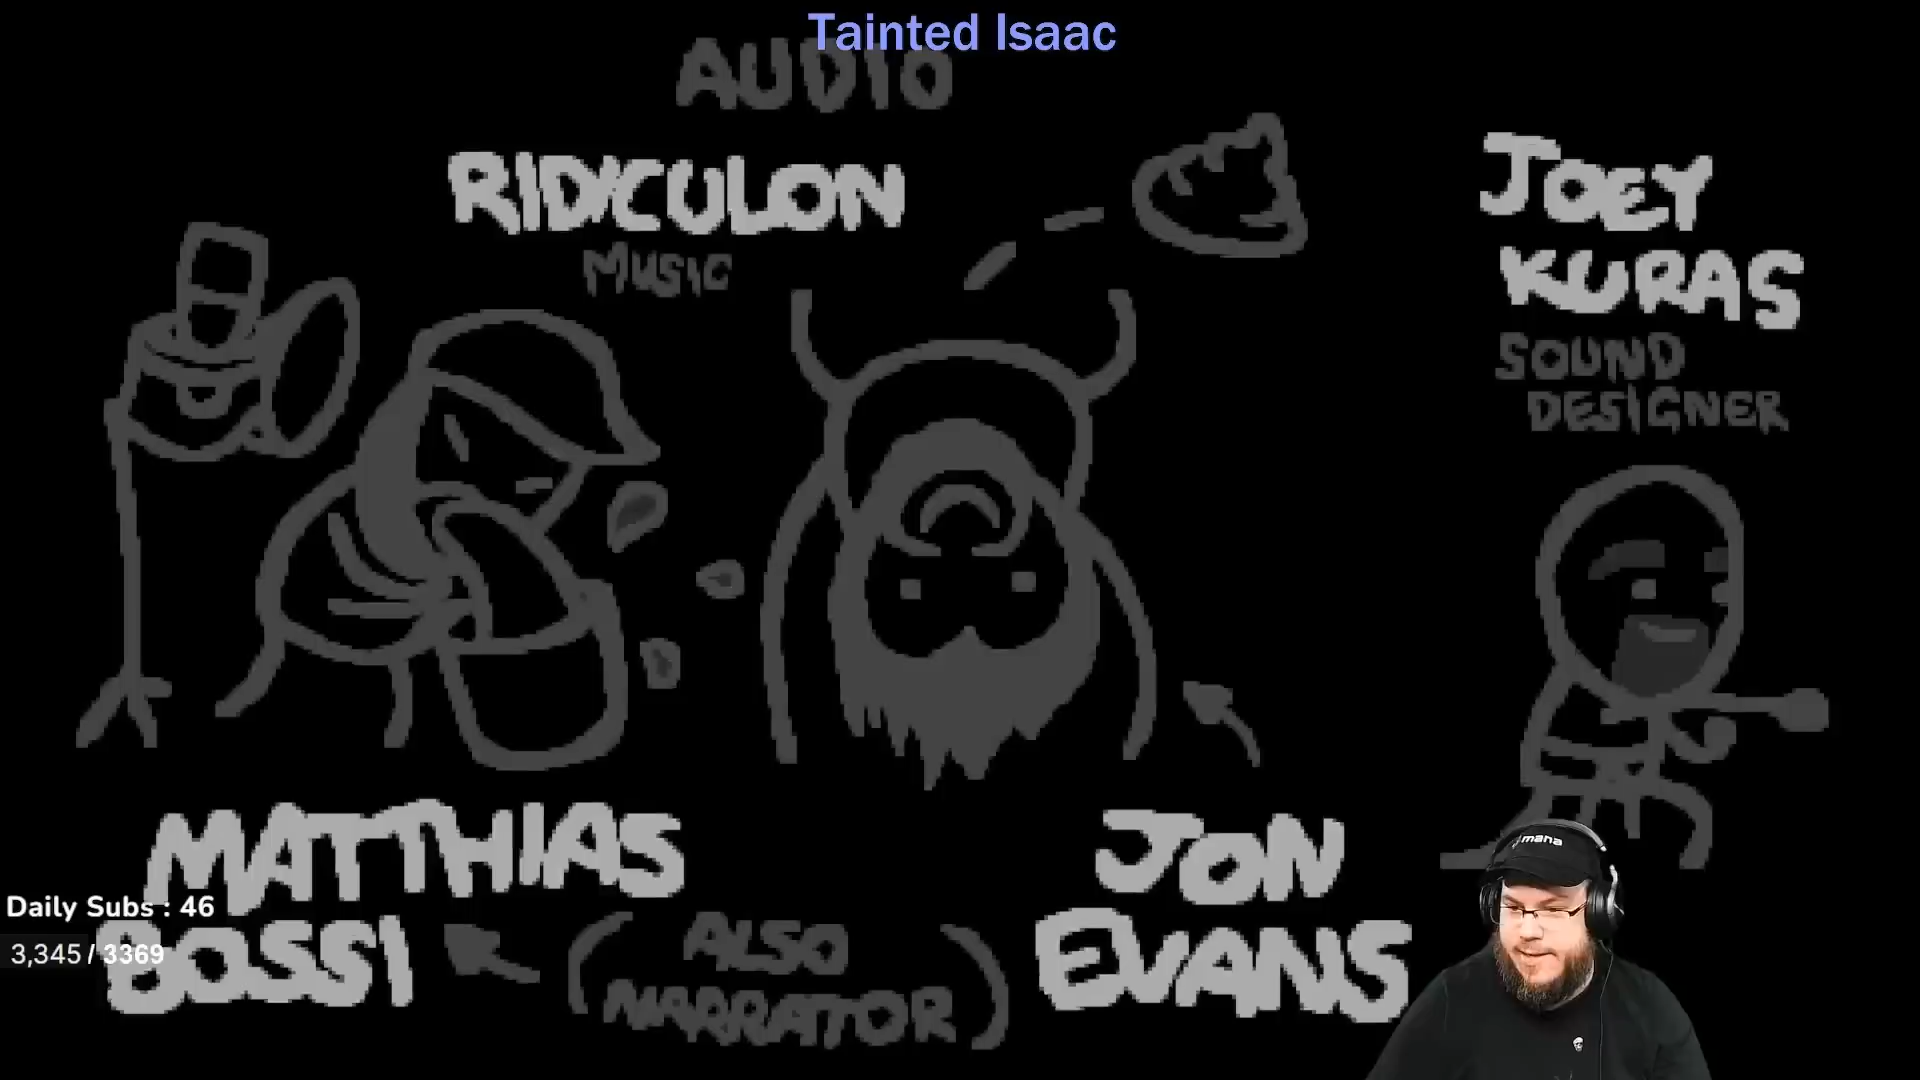 Tainted Isaac
AUDIO
RIDICULON
MUSIC
JOEY
KURAS
SOUND
DESIGNER
MATTHIAS
BOSSI
(ALSO
NARRATOR)
JON
EVANS
Daily Subs : 46
3,345 / 3369
mana